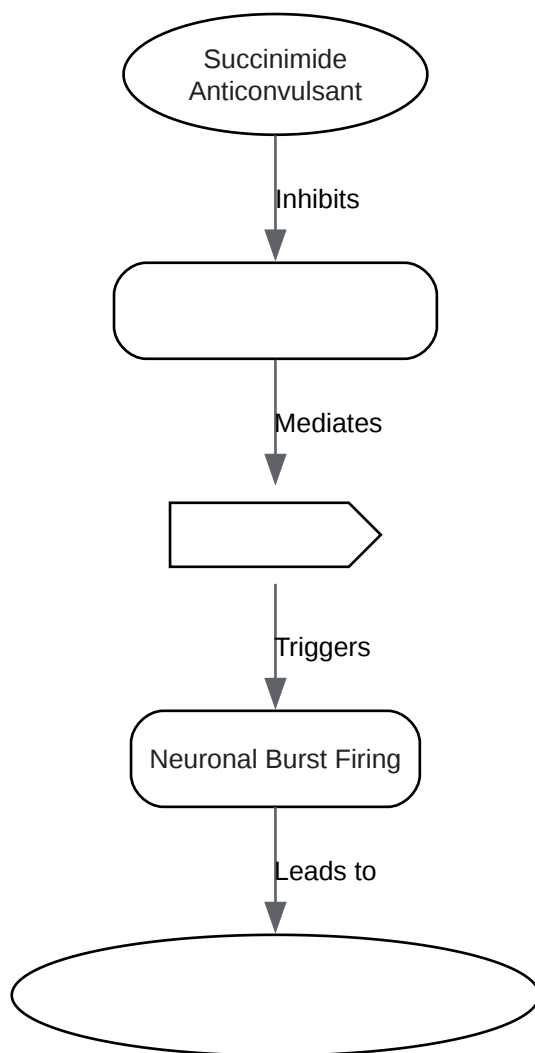 Succinimide
Anticonvulsant
Inhibits
Mediates
Triggers
Neuronal Burst Firing
Leads to